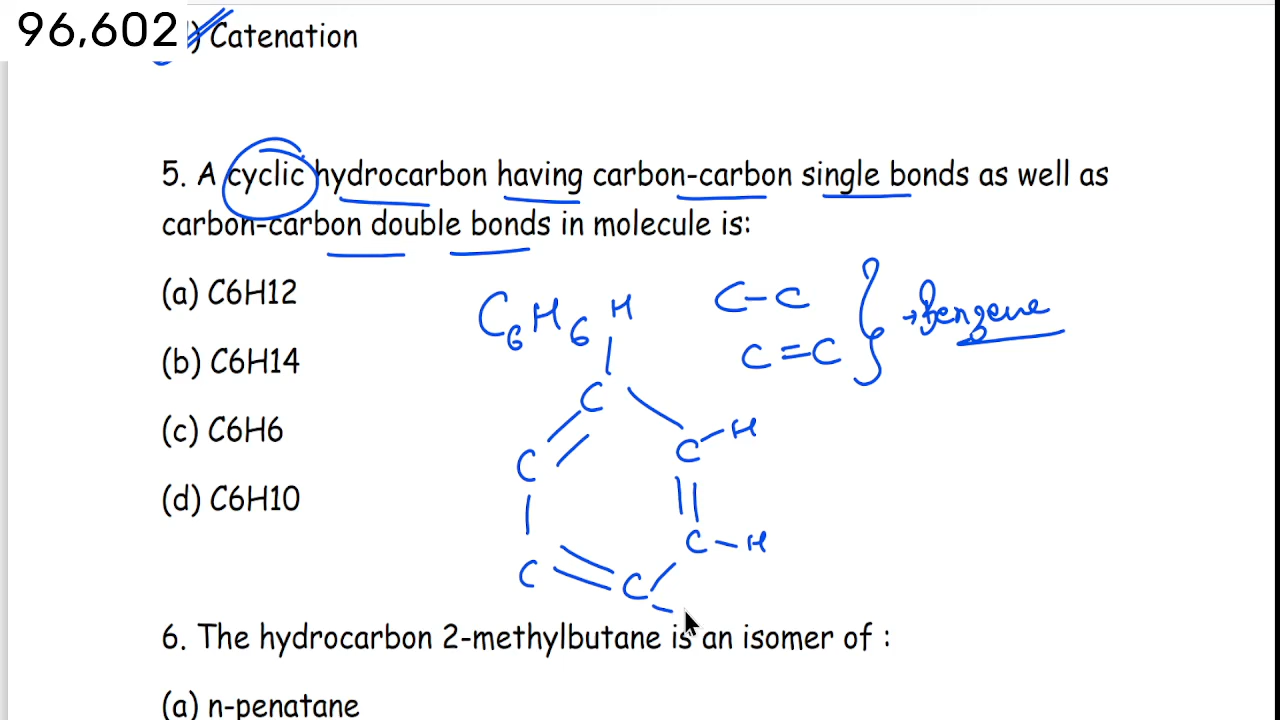 96,602
) Catenation
5. A cyclic hydrocarbon having carbon-carbon single bonds as well as
carbon-carbon double bonds in molecule is:
(a) C6H12
C6H6
H
C-C
C=C
→Benzene
(b) C6H14
C
(c) C6H6
C
C-H
(d) C6H10
C
C
C-H
6. The hydrocarbon 2-methylbutane is an isomer of :
(a) n-penatane